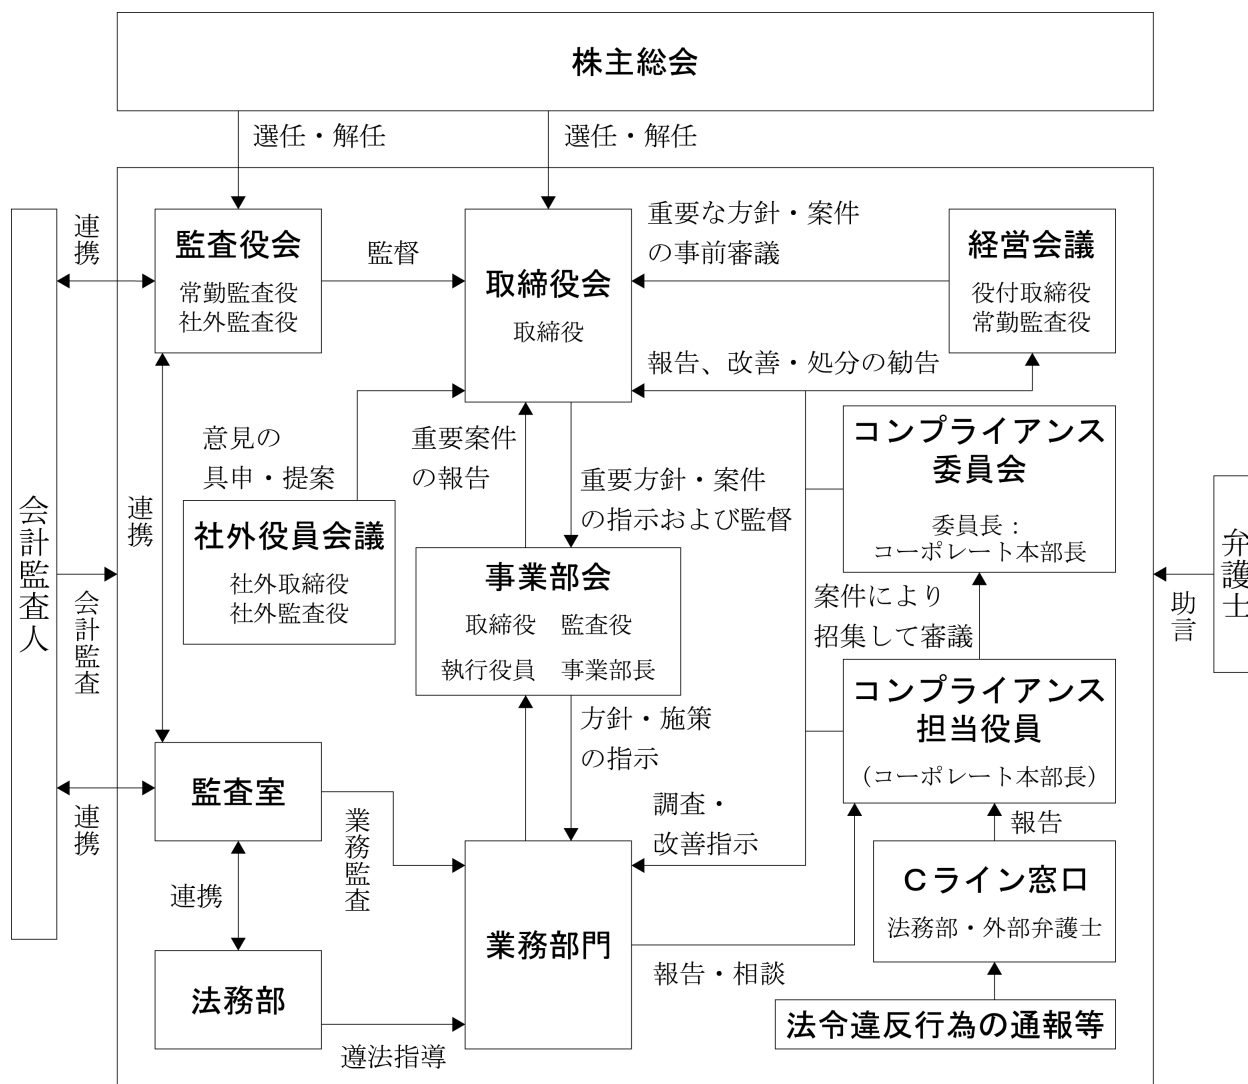 株主総会
選任・解任
選任・解任
連携
監査役会
常勤監査役
社外監査役
監督
取締役会
取締役
重要な方針・案件
の事前審議
経営会議
役付取締役
常勤監査役
報告、改善・処分の勧告
意見の
具申・提案
重要案件
の報告
重要方針・案件
の指示および監督
コンプライアンス
委員会
委員長：
コーポレート本部長
連携
社外役員会議
社外取締役
社外監査役
会計監査人
会計監査
事業部会
取締役　監査役
執行役員　事業部長
案件により
招集して審議
弁護士
助言
コンプライアンス
担当役員
（コーポレート本部長）
方針・施策
の指示
監査室
連携
業務監査
調査・
改善指示
報告
Cライン窓口
法務部・外部弁護士
連携
業務部門
報告・相談
法務部
遵法指導
法令違反行為の通報等